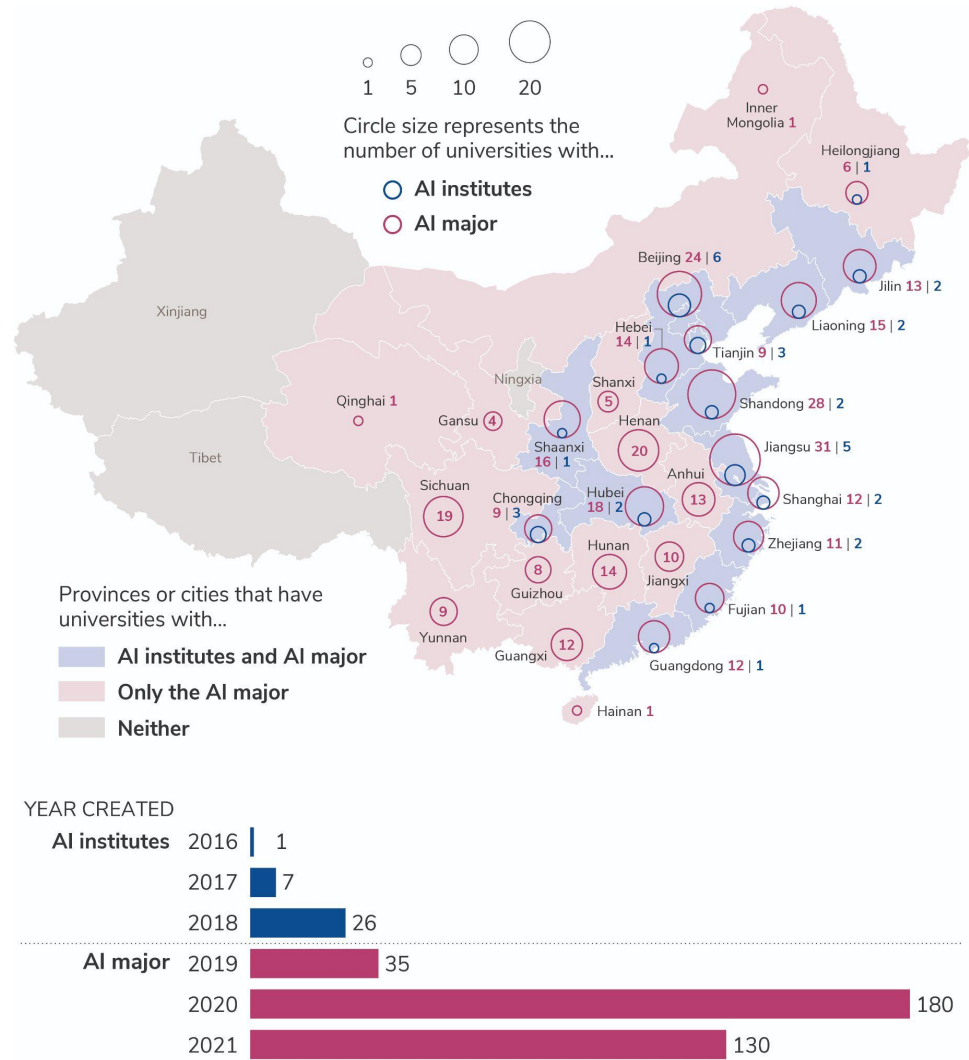 1 5 10 20
Circle size represents the
number of universities with...
AI institutes
AI major
Inner
Mongolia 1
Heilongjiang
6 | 1
Beijing 24 | 6
Jilin 13 | 2
Liaoning 15 | 2
Hebei
14 | 1
Tianjin 9 | 3
Xinjiang
Ningxia
Shanxi
5
Shandong 28 | 2
Qinghai 1
Gansu 4
Henan
20
Shaanxi
16 | 1
Jiangsu 31 | 5
Tibet
Anhui
13
Sichuan
19
Chongqing
9 | 3
Hubei
18 | 2
Shanghai 12 | 2
Zhejiang 11 | 2
Hunan
14
10
Jiangxi
8
Guizhou
Provinces or cities that have
universities with...
9
Yunnan
Fujian 10 | 1
12
Guangxi
Guangdong 12 | 1
AI institutes and AI major
Only the AI major
Neither
Hainan 1
YEAR CREATED
AI institutes 2016 1
2017 7
2018 26
AI major 2019 35
2020 180
2021 130